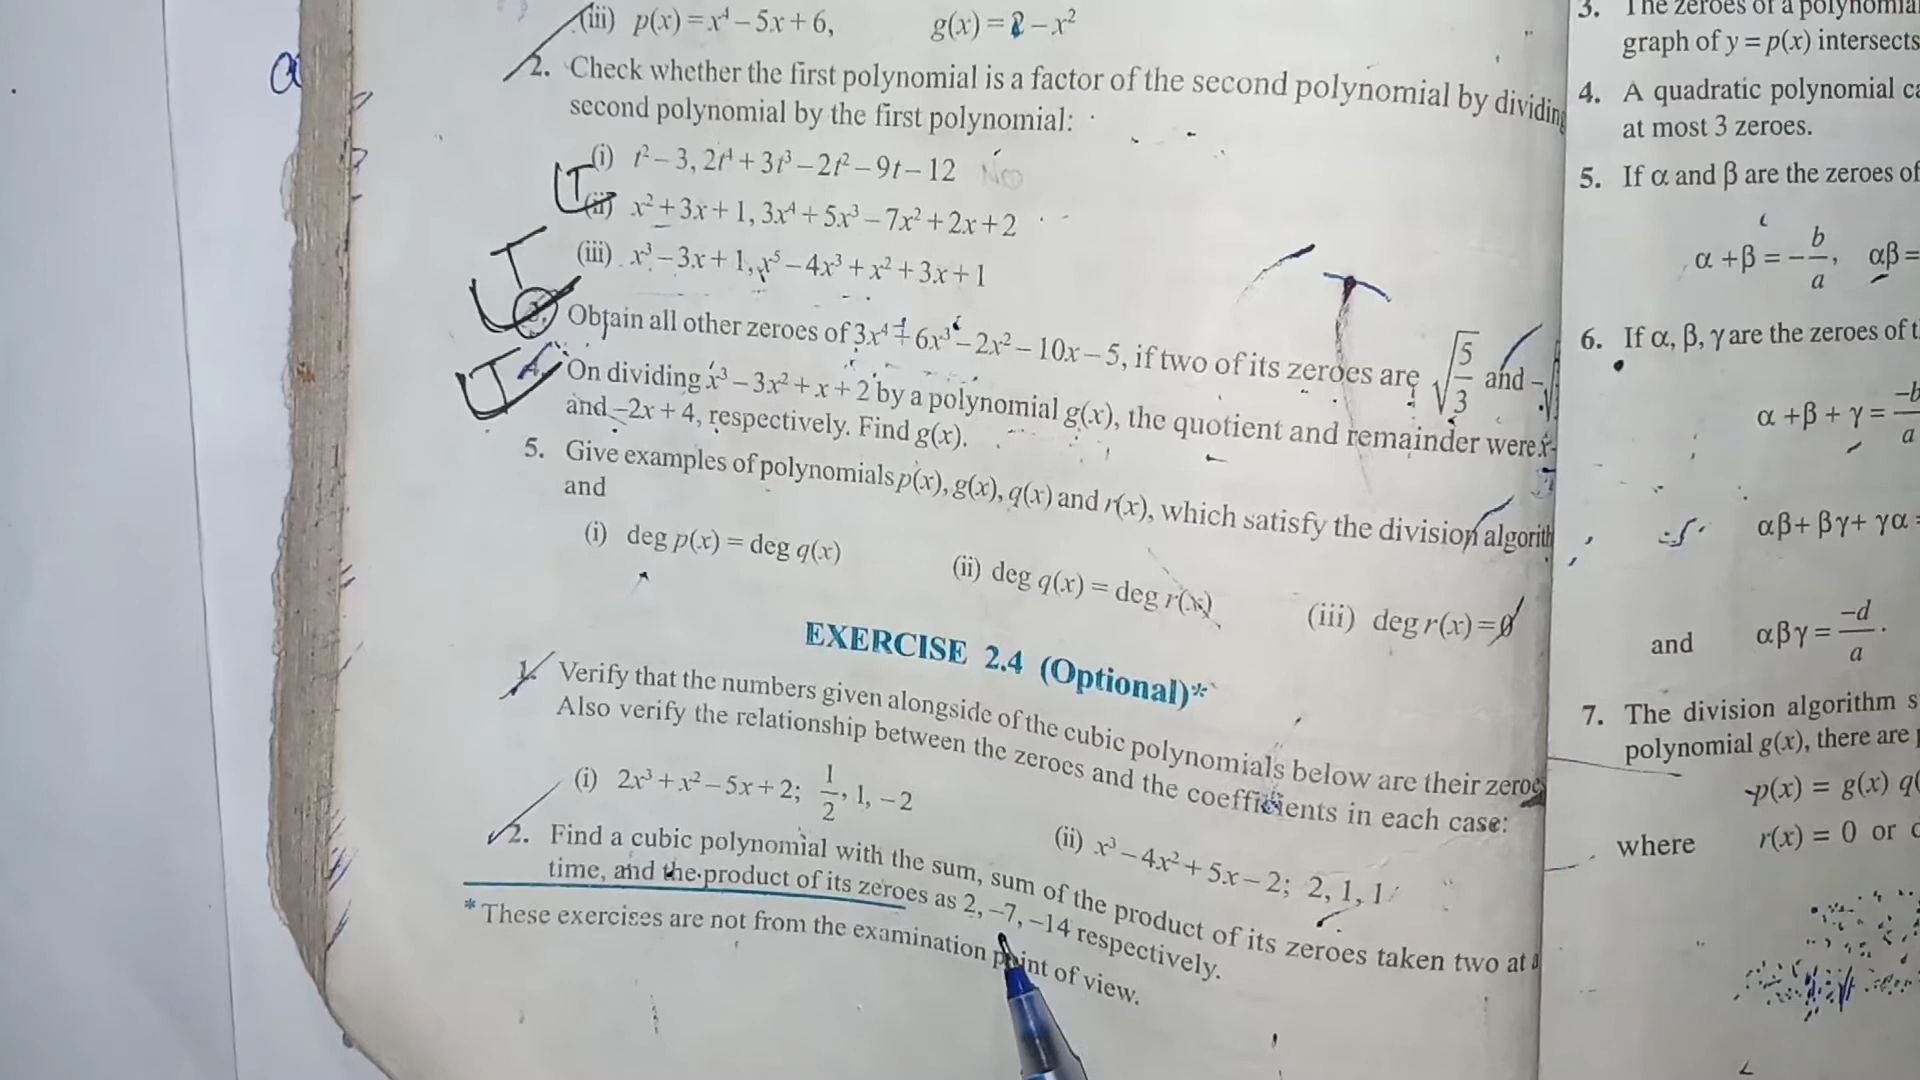 (iii) p(x) = x⁴ – 5x + 6, g(x) = 2 – x²
2. Check whether the first polynomial is a factor of the second polynomial by dividing
second polynomial by the first polynomial:
(i) t² – 3, 2t⁴ + 3t³ – 2t² – 9t – 12 No
(ii) x² + 3x + 1, 3x⁴ + 5x³ – 7x² + 2x + 2
(iii) x³ – 3x + 1, x⁵ – 4x³ + x² + 3x + 1
3. Obtain all other zeroes of 3x⁴ + 6x³ – 2x² – 10x – 5, if two of its zeroes are √(5/3) and –√
4. On dividing x³ – 3x² + x + 2 by a polynomial g(x), the quotient and remainder were x –
and –2x + 4, respectively. Find g(x).
5. Give examples of polynomials p(x), g(x), q(x) and r(x), which satisfy the division algorith
and
(i) deg p(x) = deg q(x) (ii) deg q(x) = deg r(x) (iii) deg r(x) = 0
EXERCISE 2.4 (Optional)*
1. Verify that the numbers given alongside of the cubic polynomials below are their zeroes
Also verify the relationship between the zeroes and the coefficients in each case:
(i) 2x³ + x² – 5x + 2; 1/2, 1, –2 (ii) x³ – 4x² + 5x – 2; 2, 1, 1
2. Find a cubic polynomial with the sum, sum of the product of its zeroes taken two at a
time, and the product of its zeroes as 2, –7, –14 respectively.
* These exercises are not from the examination point of view.
3. The zeroes of a polynomia
graph of y = p(x) intersects
4. A quadratic polynomial ca
at most 3 zeroes.
5. If α and β are the zeroes of
α + β = – b/a, αβ =
6. If α, β, γ are the zeroes of t
α + β + γ = –b/a
αβ + βγ + γα =
and αβγ = –d/a .
7. The division algorithm s
polynomial g(x), there are
p(x) = g(x) q(
where r(x) = 0 or